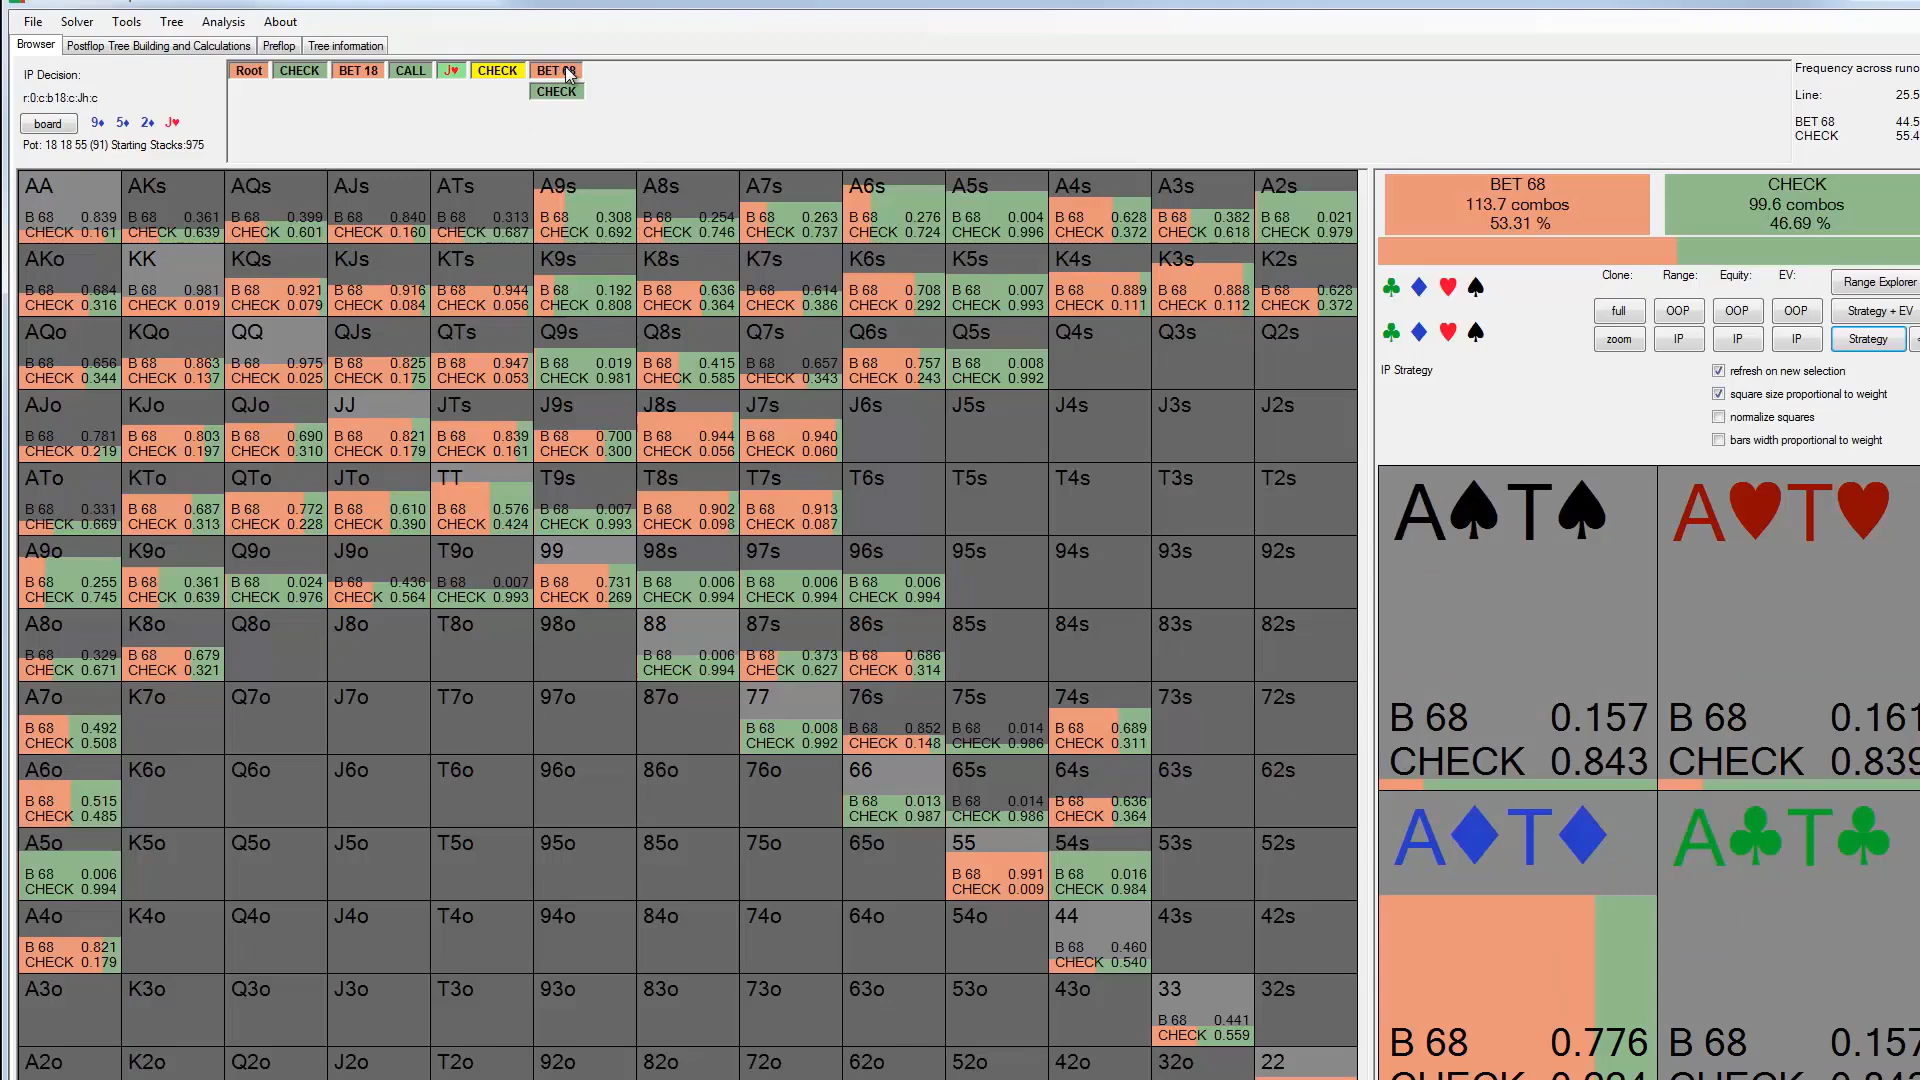 File Solver Tools Tree Analysis About
Browser Postflop Tree Building and Calculations Preflop Tree information
IP Decision:
r:0:c:b18:c:Jh:c
board 9♦ 5♦ 2♦ J♥
Pot: 18 18 55 (91) Starting Stacks:975
Root CHECK BET 18 CALL J♥ CHECK BET 68
CHECK
Frequency across runo
Line: 25.5
BET 68 44.5
CHECK 55.4
AA AKs AQs AJs ATs A9s A8s A7s A6s A5s A4s A3s A2s
B 68 0.839 B 68 0.361 B 68 0.399 B 68 0.840 B 68 0.313 B 68 0.308 B 68 0.254 B 68 0.263 B 68 0.276 B 68 0.004 B 68 0.628 B 68 0.382 B 68 0.021
CHECK 0.161 CHECK 0.639 CHECK 0.601 CHECK 0.160 CHECK 0.687 CHECK 0.692 CHECK 0.746 CHECK 0.737 CHECK 0.724 CHECK 0.996 CHECK 0.372 CHECK 0.618 CHECK 0.979
AKo KK KQs KJs KTs K9s K8s K7s K6s K5s K4s K3s K2s
B 68 0.684 B 68 0.981 B 68 0.921 B 68 0.916 B 68 0.944 B 68 0.192 B 68 0.636 B 68 0.614 B 68 0.708 B 68 0.007 B 68 0.889 B 68 0.888 B 68 0.628
CHECK 0.316 CHECK 0.019 CHECK 0.079 CHECK 0.084 CHECK 0.056 CHECK 0.808 CHECK 0.364 CHECK 0.386 CHECK 0.292 CHECK 0.993 CHECK 0.111 CHECK 0.112 CHECK 0.372
AQo KQo QQ QJs QTs Q9s Q8s Q7s Q6s Q5s Q4s Q3s Q2s
B 68 0.656 B 68 0.863 B 68 0.975 B 68 0.825 B 68 0.947 B 68 0.019 B 68 0.415 B 68 0.657 B 68 0.757 B 68 0.008
CHECK 0.344 CHECK 0.137 CHECK 0.025 CHECK 0.175 CHECK 0.053 CHECK 0.981 CHECK 0.585 CHECK 0.343 CHECK 0.243 CHECK 0.992
AJo KJo QJo JJ JTs J9s J8s J7s J6s J5s J4s J3s J2s
B 68 0.781 B 68 0.803 B 68 0.690 B 68 0.821 B 68 0.839 B 68 0.700 B 68 0.944 B 68 0.940
CHECK 0.219 CHECK 0.197 CHECK 0.310 CHECK 0.179 CHECK 0.161 CHECK 0.300 CHECK 0.056 CHECK 0.060
ATo KTo QTo JTo TT T9s T8s T7s T6s T5s T4s T3s T2s
B 68 0.331 B 68 0.687 B 68 0.772 B 68 0.610 B 68 0.576 B 68 0.007 B 68 0.902 B 68 0.913
CHECK 0.669 CHECK 0.313 CHECK 0.228 CHECK 0.390 CHECK 0.424 CHECK 0.993 CHECK 0.098 CHECK 0.087
A9o K9o Q9o J9o T9o 99 98s 97s 96s 95s 94s 93s 92s
B 68 0.255 B 68 0.361 B 68 0.024 B 68 0.436 B 68 0.007 B 68 0.731 B 68 0.006 B 68 0.006 B 68 0.006
CHECK 0.745 CHECK 0.639 CHECK 0.976 CHECK 0.564 CHECK 0.993 CHECK 0.269 CHECK 0.994 CHECK 0.994 CHECK 0.994
A8o K8o Q8o J8o T8o 98o 88 87s 86s 85s 84s 83s 82s
B 68 0.329 B 68 0.679 B 68 0.006 B 68 0.373 B 68 0.686
CHECK 0.671 CHECK 0.321 CHECK 0.994 CHECK 0.627 CHECK 0.314
A7o K7o Q7o J7o T7o 97o 87o 77 76s 75s 74s 73s 72s
B 68 0.492 B 68 0.008 B 68 0.852 B 68 0.014 B 68 0.689
CHECK 0.508 CHECK 0.992 CHECK 0.148 CHECK 0.986 CHECK 0.311
A6o K6o Q6o J6o T6o 96o 86o 76o 66 65s 64s 63s 62s
B 68 0.515 B 68 0.013 B 68 0.014 B 68 0.636
CHECK 0.485 CHECK 0.987 CHECK 0.986 CHECK 0.364
A5o K5o Q5o J5o T5o 95o 85o 75o 65o 55 54s 53s 52s
B 68 0.006 B 68 0.991 B 68 0.016
CHECK 0.994 CHECK 0.009 CHECK 0.984
A4o K4o Q4o J4o T4o 94o 84o 74o 64o 54o 44 43s 42s
B 68 0.821 B 68 0.460
CHECK 0.179 CHECK 0.540
A3o K3o Q3o J3o T3o 93o 83o 73o 63o 53o 43o 33 32s
B 68 0.441
CHECK 0.559
A2o K2o Q2o J2o T2o 92o 82o 72o 62o 52o 42o 32o 22
BET 68 CHECK
113.7 combos 99.6 combos
53.31 % 46.69 %
Clone: Range: Equity: EV: Range Explorer
♣ ♦ ♥ ♠
full OOP OOP OOP Strategy + EV
♣ ♦ ♥ ♠
zoom IP IP IP Strategy
IP Strategy
refresh on new selection
square size proportional to weight
normalize squares
bars width proportional to weight
A♠T♠ A♥T♥
B 68 0.157 B 68 0.161
CHECK 0.843 CHECK 0.839
A♦T♦ A♣T♣
B 68 0.776 B 68 0.157